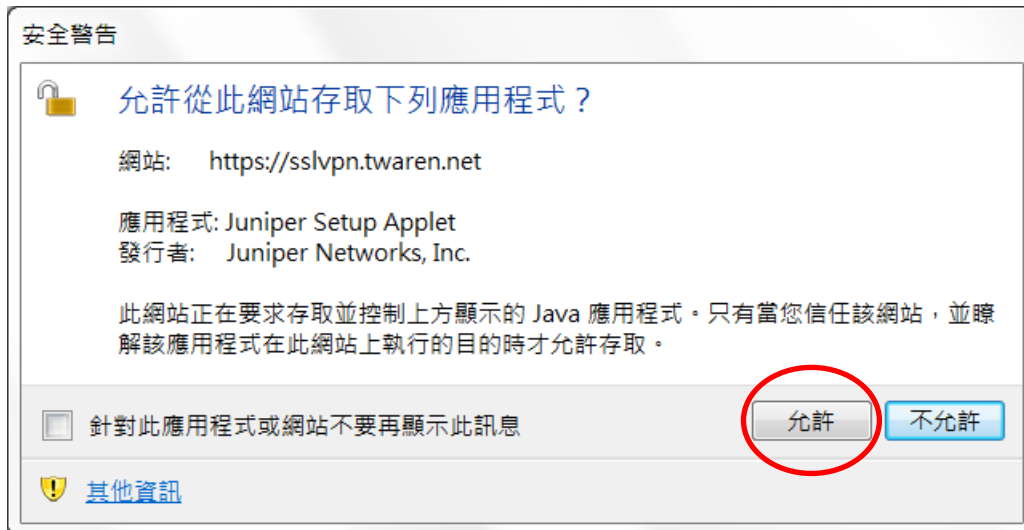 安全警告
允許從此網站存取下列應用程式？
網站: https://sslvpn.twaren.net
應用程式: Juniper Setup Applet
發行者: Juniper Networks, Inc.
此網站正在要求存取並控制上方顯示的 Java 應用程式。只有當您信任該網站，並瞭
解該應用程式在此網站上執行的目的時才允許存取。
針對此應用程式或網站不要再顯示此訊息 允許 不允許
其他資訊